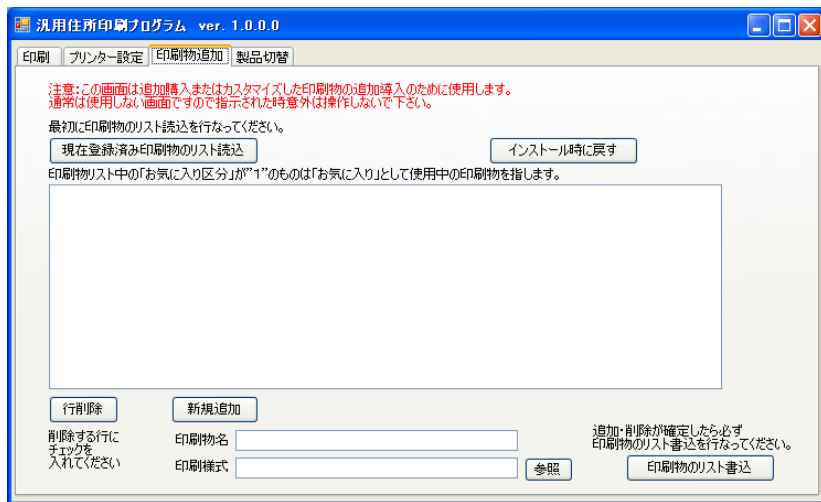 汎用住所印刷プログラム ver. 1.0.0.0
印刷 プリンター設定 印刷物追加 製品切替
注意:この画面は追加購入またはカスタマイズした印刷物の追加導入のために使用します。
通常は使用しない画面ですので指示された時意外は操作しないで下さい。
最初に印刷物のリスト読込を行なってください。
現在登録済み印刷物のリスト読込 インストール時に戻す
印刷物リスト中の「お気に入り区分」が"1"のものは「お気に入り」として使用中の印刷物を指します。
行削除 新規追加
削除する行に
チェックを
入れてください
印刷物名
印刷様式 参照
追加・削除が確定したら必ず
印刷物のリスト書込を行なってください。
印刷物のリスト書込